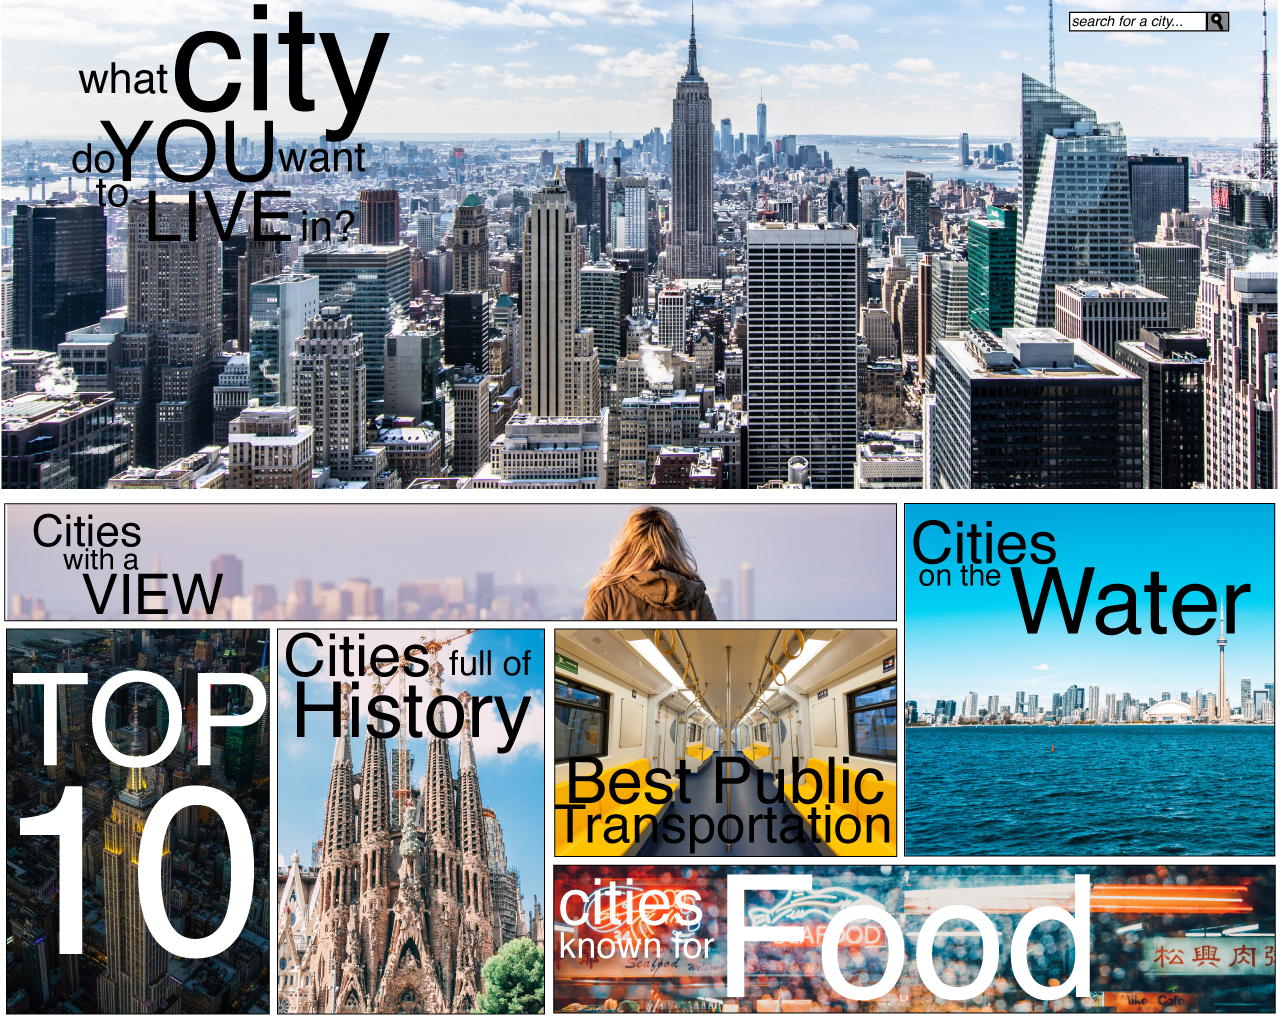 what city
do YOU want
to LIVE in?
search for a city...
Cities
with a
VIEW
Cities
on the Water
TOP
10
Cities full of
History
Best Public
Transportation
cities
known for Food
SEAFOOD
Seafood
松興肉